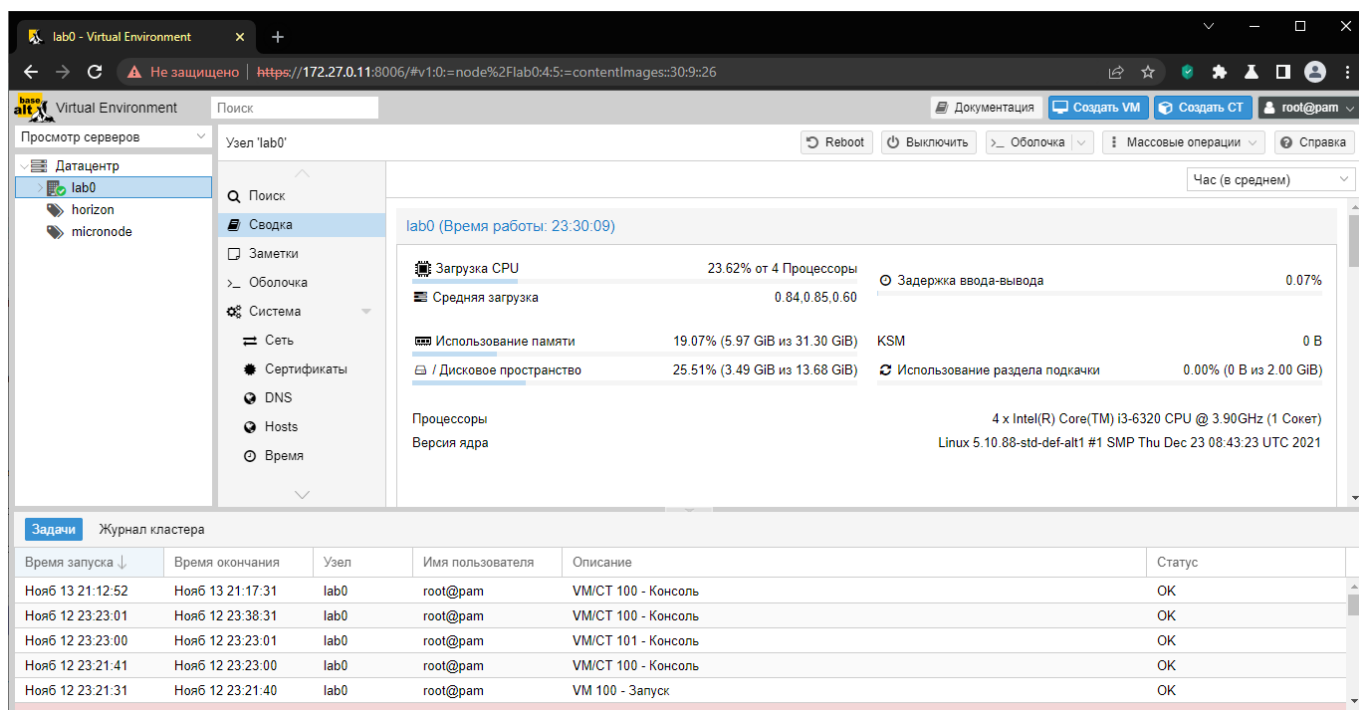 lab0 - Virtual Environment
Не защищено https://172.27.0.11:8006/#v1:0:=node%2Flab0:4:5:=contentImages::30:9::26
base alt Virtual Environment Поиск Документация Создать VM Создать CT root@pam
Просмотр серверов Узел 'lab0' Reboot Выключить >_ Оболочка Массовые операции Справка
Датацентр
lab0
horizon
micronode
Поиск
Сводка
Заметки
>_ Оболочка
Система
Сеть
Сертификаты
DNS
Hosts
Время
Час (в среднем)
lab0 (Время работы: 23:30:09)
Загрузка CPU 23.62% от 4 Процессоры
Задержка ввода-вывода 0.07%
Средняя загрузка 0.84,0.85,0.60
Использование памяти 19.07% (5.97 GiB из 31.30 GiB) KSM 0 B
/ Дисковое пространство 25.51% (3.49 GiB из 13.68 GiB) Использование раздела подкачки 0.00% (0 B из 2.00 GiB)
Процессоры 4 x Intel(R) Core(TM) i3-6320 CPU @ 3.90GHz (1 Сокет)
Версия ядра Linux 5.10.88-std-def-alt1 #1 SMP Thu Dec 23 08:43:23 UTC 2021
Задачи Журнал кластера
Время запуска Время окончания Узел Имя пользователя Описание Статус
Нояб 13 21:12:52 Нояб 13 21:17:31 lab0 root@pam VM/CT 100 - Консоль OK
Нояб 12 23:23:01 Нояб 12 23:38:31 lab0 root@pam VM/CT 100 - Консоль OK
Нояб 12 23:23:00 Нояб 12 23:23:01 lab0 root@pam VM/CT 101 - Консоль OK
Нояб 12 23:21:41 Нояб 12 23:23:00 lab0 root@pam VM/CT 100 - Консоль OK
Нояб 12 23:21:31 Нояб 12 23:21:40 lab0 root@pam VM 100 - Запуск OK